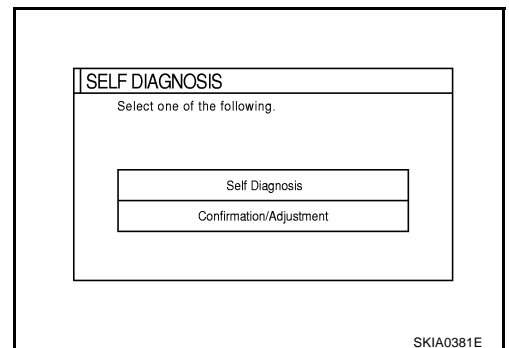 SELF DIAGNOSIS
Select one of the following.
Self Diagnosis
Confirmation/Adjustment
SKIA0381E